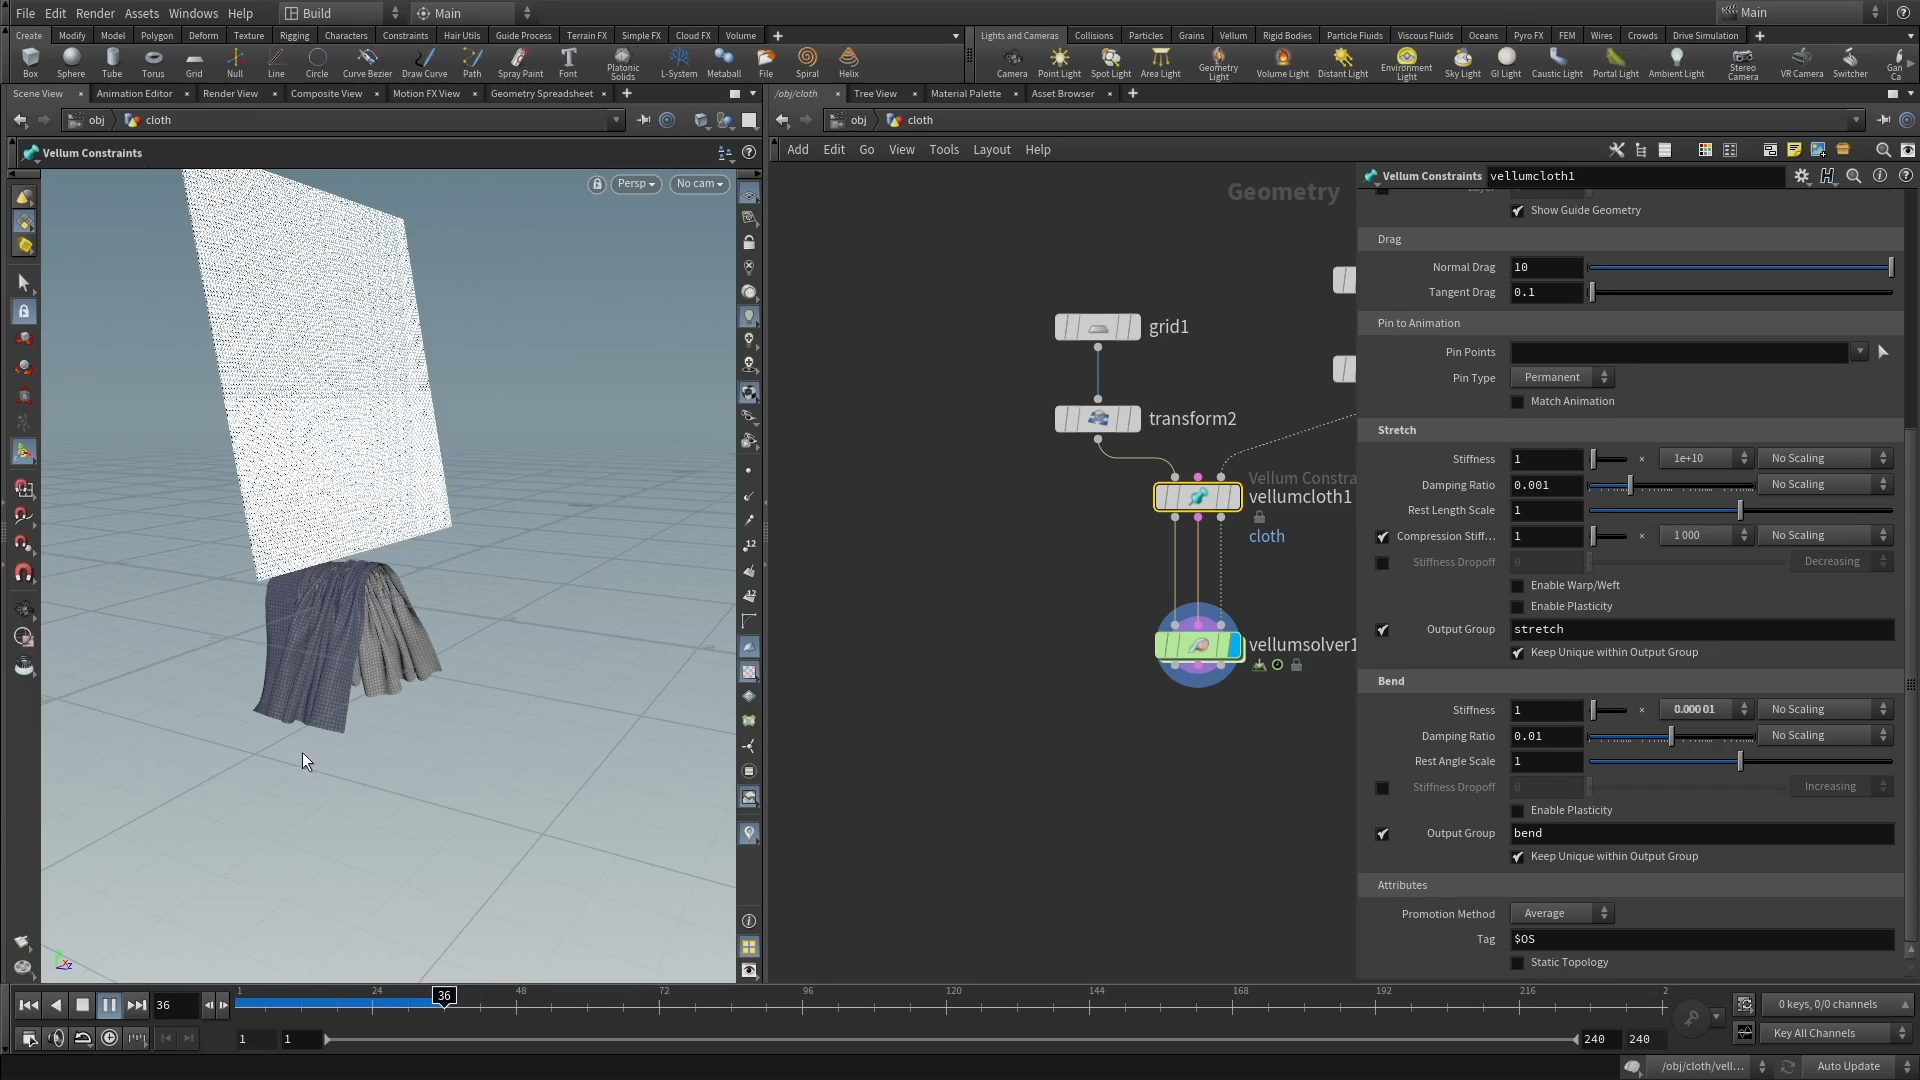 File Edit Render Assets Windows Help Build Main Main
Create Modify Model Polygon Deform Texture Rigging Characters Constraints Hair Utils Guide Process Terrain FX Simple FX Cloud FX Volume
Lights and Cameras Collisions Particles Grains Vellum Rigid Bodies Particle Fluids Viscous Fluids Oceans Pyro FX FEM Wires Crowds Drive Simulation
Box Sphere Tube Torus Grid Null Line Circle Curve Bezier Draw Curve Path Spray Paint Font Platonic Solids L-System Metaball File Spiral Helix
Camera Point Light Spot Light Area Light Geometry Light Volume Light Distant Light Environment Light Sky Light GI Light Caustic Light Portal Light Ambient Light Stereo Camera VR Camera Switcher Gan Ca
Scene View Animation Editor Render View Composite View Motion FX View Geometry Spreadsheet
/obj/cloth Tree View Material Palette Asset Browser
obj cloth
obj cloth
Vellum Constraints
Add Edit Go View Tools Layout Help
Persp No cam
Geometry
grid1
transform2
Vellum Constra
vellumcloth1
cloth
vellumsolver1
Vellum Constraints vellumcloth1
Show Guide Geometry
Drag
Normal Drag 10
Tangent Drag 0.1
Pin to Animation
Pin Points
Pin Type Permanent
Match Animation
Stretch
Stiffness 1 × 1e+10 No Scaling
Damping Ratio 0.001 No Scaling
Rest Length Scale 1
Compression Stiff... 1 × 1 000 No Scaling
Stiffness Dropoff 0 Decreasing
Enable Warp/Weft
Enable Plasticity
Output Group stretch
Keep Unique within Output Group
Bend
Stiffness 1 × 0.000 01 No Scaling
Damping Ratio 0.01 No Scaling
Rest Angle Scale 1
Stiffness Dropoff 0 Increasing
Enable Plasticity
Output Group bend
Keep Unique within Output Group
Attributes
Promotion Method Average
Tag $OS
Static Topology
12
12
36 1 24 36 48 72 96 120 144 168 192 216 2
0 keys, 0/0 channels
1 1 240 240
Key All Channels
/obj/cloth/vell... Auto Update